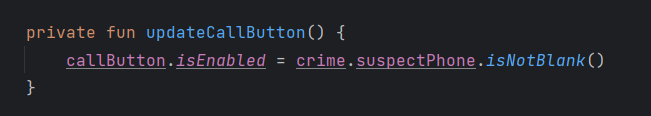 private fun updateCallButton() {
    callButton.isEnabled = crime.suspectPhone.isNotBlank()
}